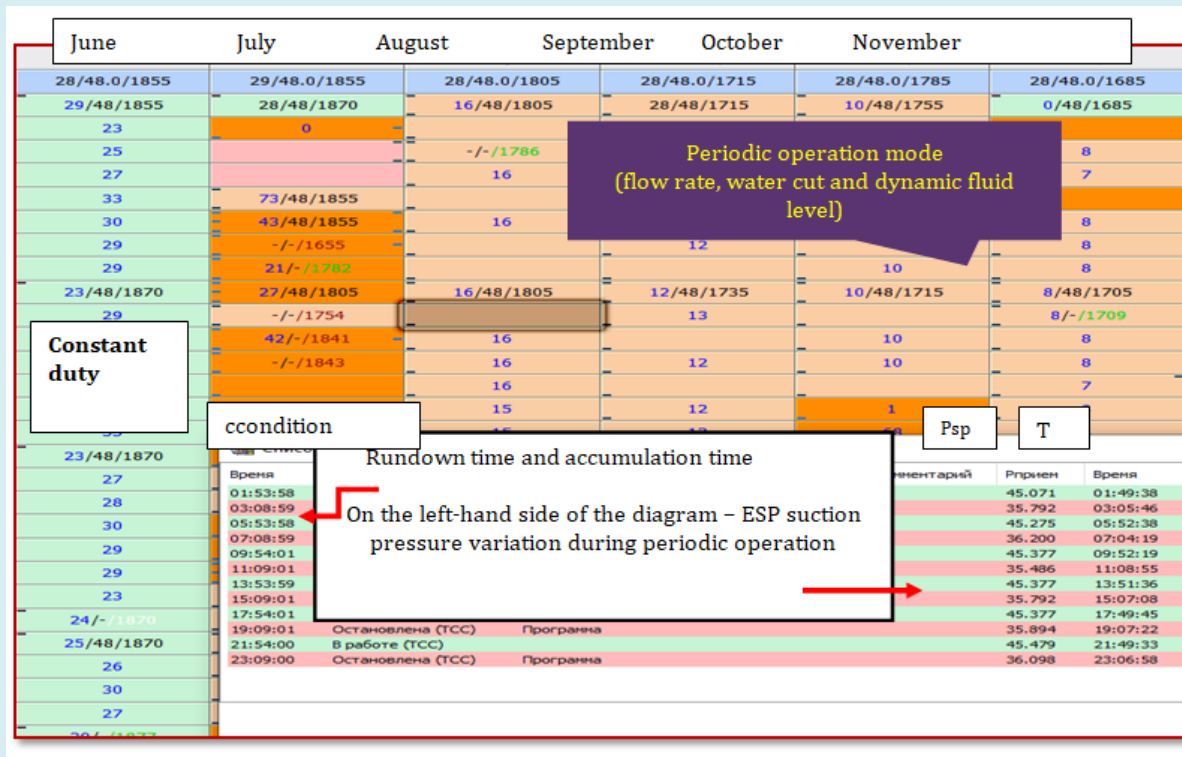 June July August September October November
28/48.0/1855 29/48.0/1855 28/48.0/1805 28/48.0/1715 28/48.0/1785 28/48.0/1685
29/48/1855 28/48/1870 16/48/1805 28/48/1715 10/48/1755 0/48/1685
23 0
25 -/-/1786 8
27 16 7
Periodic operation mode
(flow rate, water cut and dynamic fluid
level)
33 73/48/1855
30 43/48/1855 16 8
29 -/-/1655 12 8
29 21/-/1782 10 8
23/48/1870 27/48/1805 16/48/1805 12/48/1735 10/48/1715 8/48/1705
29 -/-/1754 13 8/-/1709
42/-/1841 16 10 8
-/-/1843 16 12 10 8
16 7
15 12 1
Constant
duty
ccondition
Psp T
23/48/1870
27
28
30
29
29
23
24/-/1870
25/48/1870
26
30
27
Rundown time and accumulation time
On the left-hand side of the diagram – ESP suction
pressure variation during periodic operation
Время Рприем Время
01:53:58 45.071 01:49:38
03:08:59 35.792 03:05:46
05:53:58 45.275 05:52:38
07:08:59 36.200 07:04:19
09:54:01 45.377 09:52:19
11:09:01 35.486 11:08:55
13:53:59 45.377 13:51:36
15:09:01 35.792 15:07:08
17:54:01 45.377 17:49:45
19:09:01 Остановлена (ТСС) Программа 35.894 19:07:22
21:54:00 В работе (ТСС) 45.479 21:49:33
23:09:00 Остановлена (ТСС) Программа 36.098 23:06:58